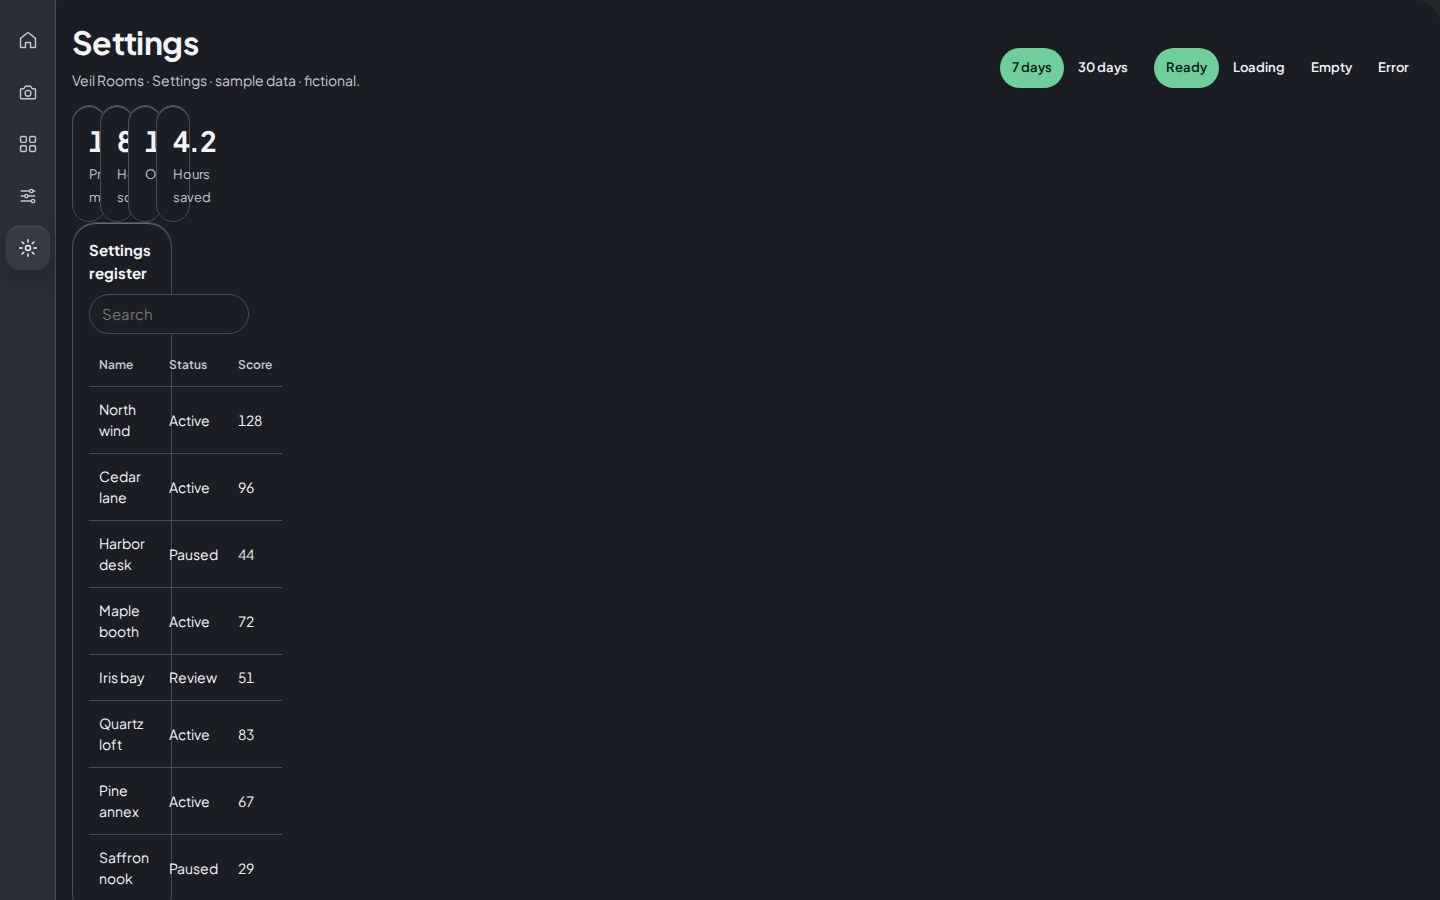 Settings
Veil Rooms · Settings · sample data · fictional.
7 days 30 days Ready Loading Empty Error
4.2
Hours
saved
Settings
register
Search
Name Status Score
North wind Active 128
Cedar lane Active 96
Harbor desk Paused 44
Maple booth Active 72
Iris bay Review 51
Quartz loft Active 83
Pine annex Active 67
Saffron nook Paused 29